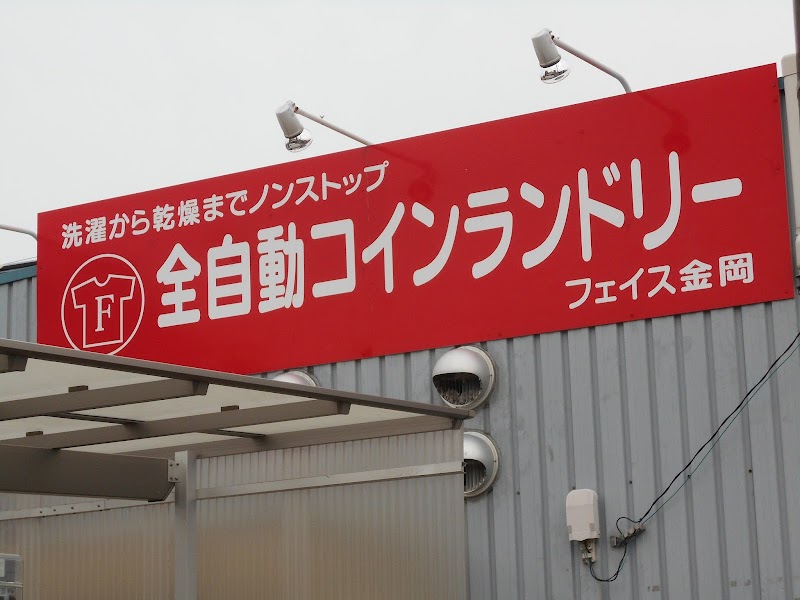 洗濯から乾燥までノンストップ
F
全自動コインランドリー
フェイス金岡